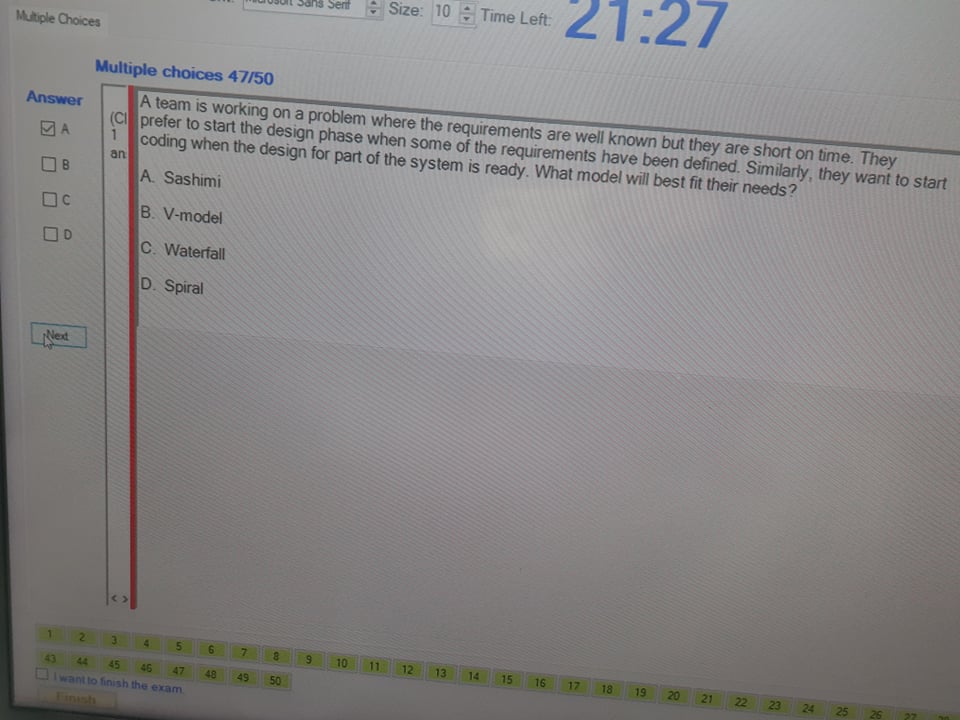 Microsoft Sans Serif
Size: 10
Time Left:
21:27
Multiple Choices
Multiple choices 47/50
Answer
A
B
C
D
Next
(Cl
1
an
A team is working on a problem where the requirements are well known but they are short on time. They
prefer to start the design phase when some of the requirements have been defined. Similarly, they want to start
coding when the design for part of the system is ready. What model will best fit their needs?
A. Sashimi
B. V-model
C. Waterfall
D. Spiral
< >
1 2 3 4 5 6 7 8 9 10 11 12 13 14 15 16 17 18 19 20 21 22 23 24 25 26 27
43 44 45 46 47 48 49 50
I want to finish the exam.
Finish